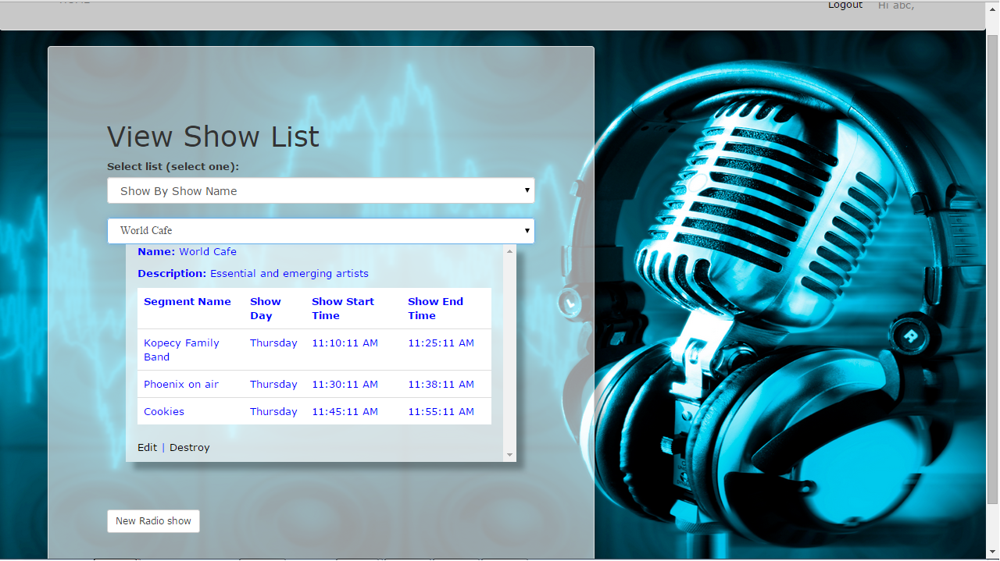 HOME
Logout Hi abc,
View Show List
Select list (select one):
Show By Show Name
World Cafe
Name: World Cafe
Description: Essential and emerging artists
Segment Name Show Day Show Start Time Show End Time
Kopecy Family Band Thursday 11:10:11 AM 11:25:11 AM
Phoenix on air Thursday 11:30:11 AM 11:38:11 AM
Cookies Thursday 11:45:11 AM 11:55:11 AM
Edit | Destroy
New Radio show
L
R